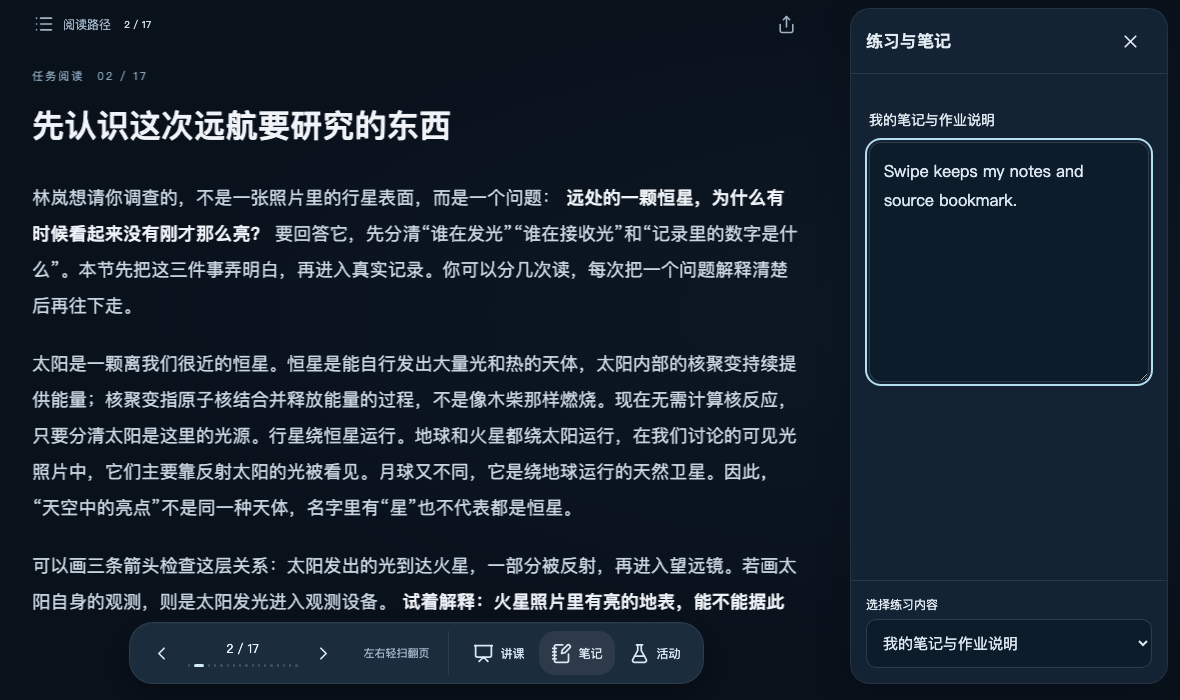 阅读路径 2 / 17
任务阅读 02 / 17
先认识这次远航要研究的东西
林岚想请你调查的，不是一张照片里的行星表面，而是一个问题： 远处的一颗恒星，为什么有
时候看起来没有刚才那么亮？ 要回答它，先分清“谁在发光”“谁在接收光”和“记录里的数字是什
么”。本节先把这三件事弄明白，再进入真实记录。你可以分几次读，每次把一个问题解释清楚
后再往下走。
太阳是一颗离我们很近的恒星。恒星是能自行发出大量光和热的天体，太阳内部的核聚变持续提
供能量；核聚变指原子核结合并释放能量的过程，不是像木柴那样燃烧。现在无需计算核反应，
只要分清太阳是这里的光源。行星绕恒星运行。地球和火星都绕太阳运行，在我们讨论的可见光
照片中，它们主要靠反射太阳的光被看见。月球又不同，它是绕地球运行的天然卫星。因此，
“天空中的亮点”不是同一种天体，名字里有“星”也不代表都是恒星。
可以画三条箭头检查这层关系：太阳发出的光到达火星，一部分被反射，再进入望远镜。若画太
阳自身的观测，则是太阳发光进入观测设备。 试着解释：火星照片里有亮的地表，能不能据此
2 / 17
左右轻扫翻页
讲课
笔记
活动
练习与笔记
我的笔记与作业说明
Swipe keeps my notes and
source bookmark.
选择练习内容
我的笔记与作业说明